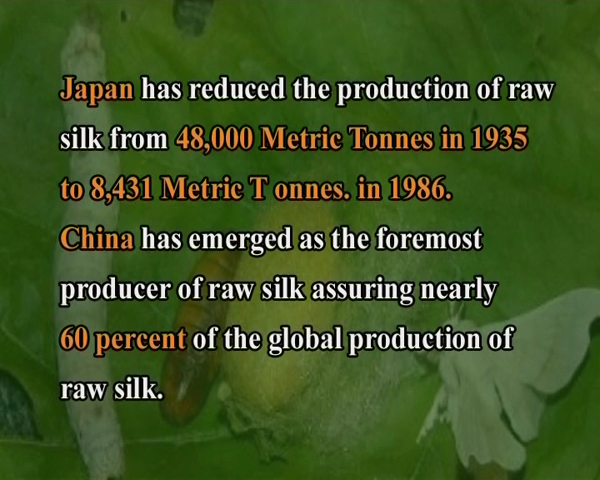 Japan has reduced the production of raw
silk from 48,000 Metric Tonnes in 1935
to 8,431 Metric T onnes. in 1986.
China has emerged as the foremost
producer of raw silk assuring nearly
60 percent of the global production of
raw silk.